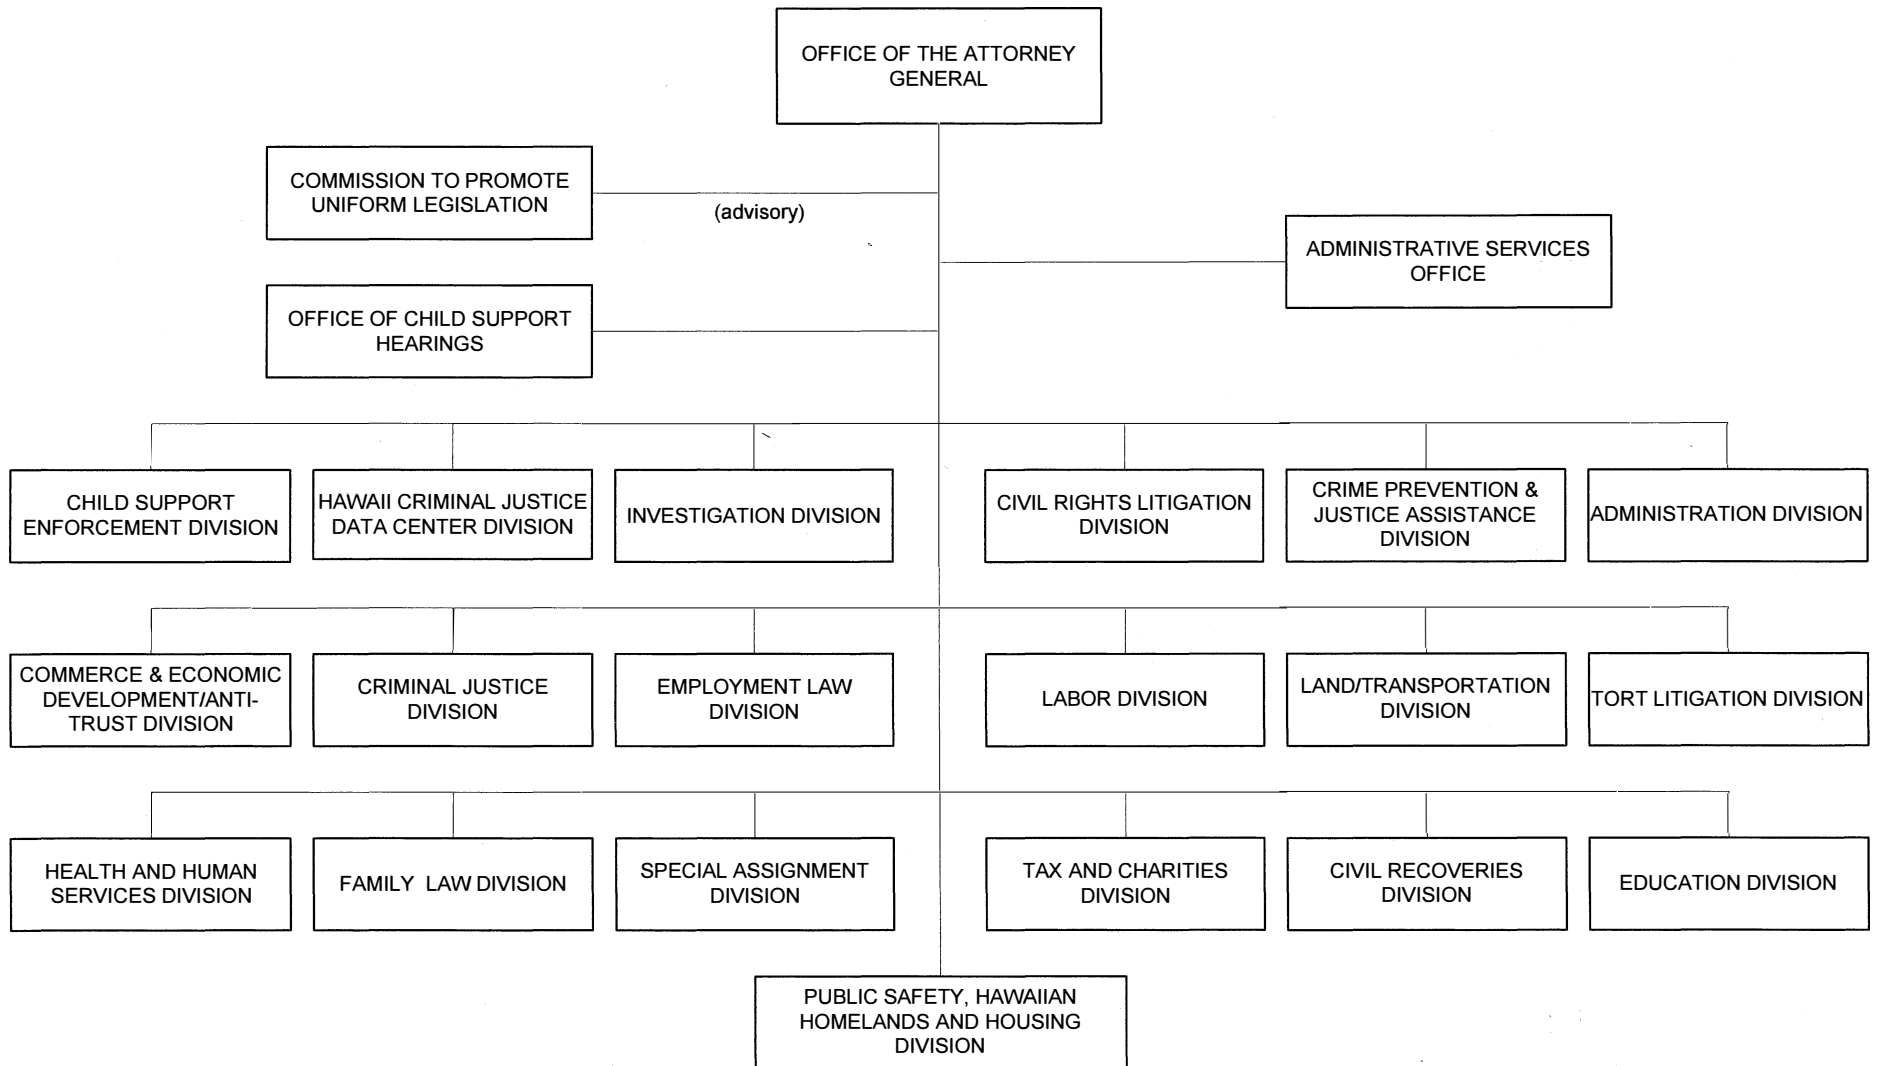 OFFICE OF THE ATTORNEY
GENERAL
COMMISSION TO PROMOTE
UNIFORM LEGISLATION
(advisory)
ADMINISTRATIVE SERVICES
OFFICE
OFFICE OF CHILD SUPPORT
HEARINGS
CHILD SUPPORT
ENFORCEMENT DIVISION
HAWAII CRIMINAL JUSTICE
DATA CENTER DIVISION
INVESTIGATION DIVISION
CIVIL RIGHTS LITIGATION
DIVISION
CRIME PREVENTION &
JUSTICE ASSISTANCE
DIVISION
ADMINISTRATION DIVISION
COMMERCE & ECONOMIC
DEVELOPMENT/ANTI-
TRUST DIVISION
CRIMINAL JUSTICE
DIVISION
EMPLOYMENT LAW
DIVISION
LABOR DIVISION
LAND/TRANSPORTATION
DIVISION
TORT LITIGATION DIVISION
HEALTH AND HUMAN
SERVICES DIVISION
FAMILY LAW DIVISION
SPECIAL ASSIGNMENT
DIVISION
TAX AND CHARITIES
DIVISION
CIVIL RECOVERIES
DIVISION
EDUCATION DIVISION
PUBLIC SAFETY, HAWAIIAN
HOMELANDS AND HOUSING
DIVISION